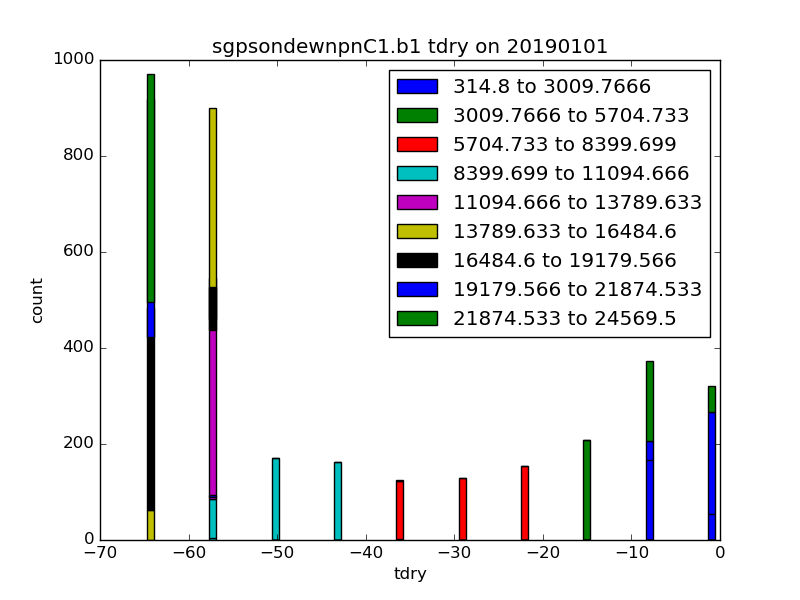 sgpsondewnpnC1.b1 tdry on 20190101
1000
800
600
400
200
0
count
314.8 to 3009.7666
3009.7666 to 5704.733
5704.733 to 8399.699
8399.699 to 11094.666
11094.666 to 13789.633
13789.633 to 16484.6
16484.6 to 19179.566
19179.566 to 21874.533
21874.533 to 24569.5
−70 −60 −50 −40 −30 −20 −10 0
tdry